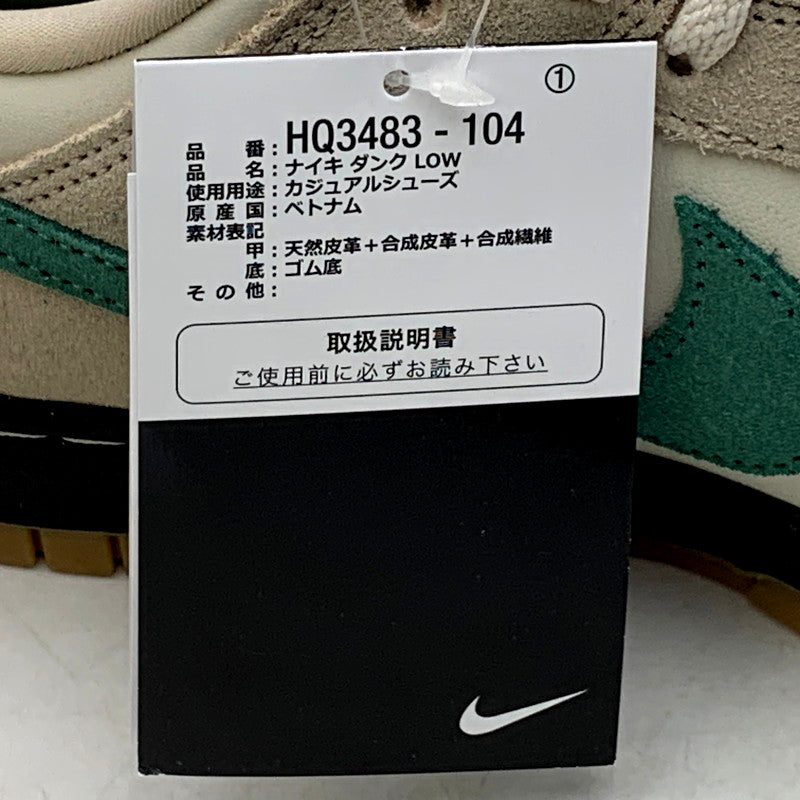 ①
品番：HQ3483 - 104
品名：ナイキ ダンク LOW
使用用途：カジュアルシューズ
原産国：ベトナム
素材表記
甲：天然皮革＋合成皮革＋合成繊維
底：ゴム底
その他：
取扱説明書
ご使用前に必ずお読み下さい